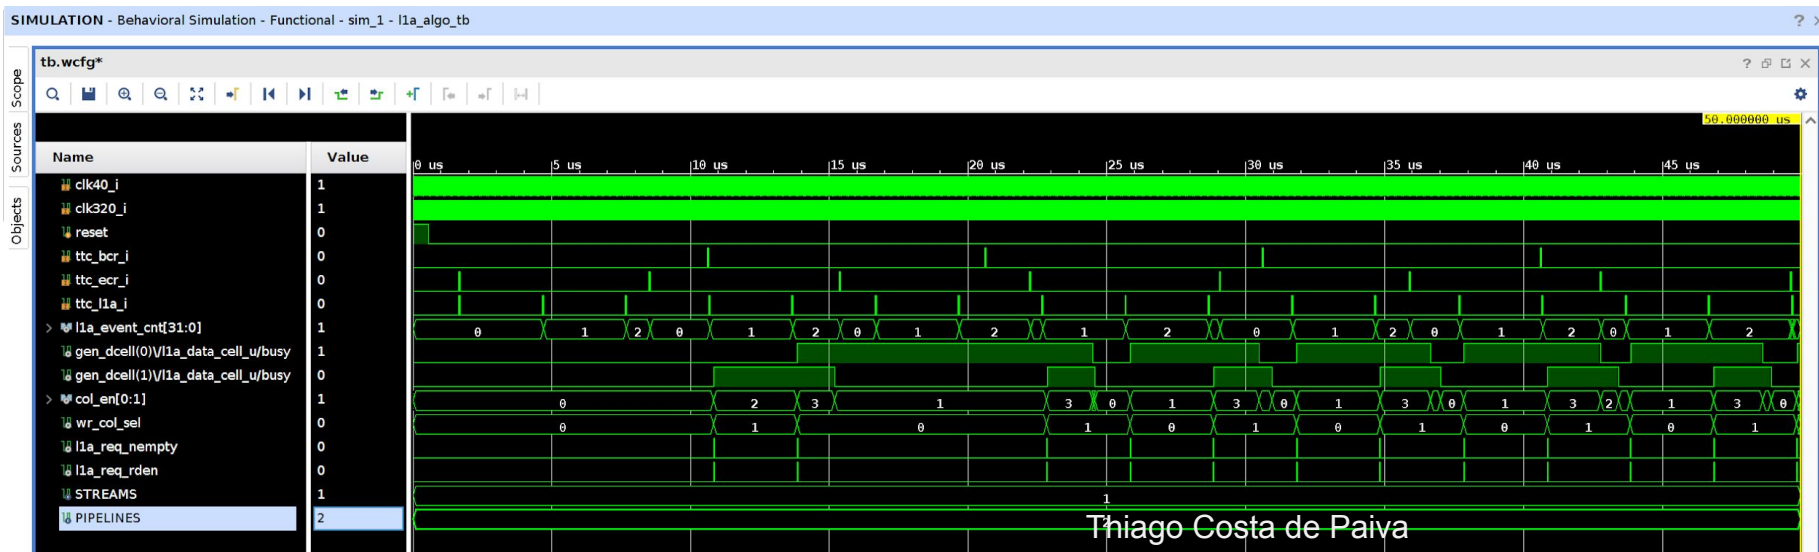 SIMULATION - Behavioral Simulation - Functional - sim_1 - l1a_algo_tb
tb.wcfg*
Scope
Sources
Objects
50.000000 us
Name Value
0 us 5 us 10 us 15 us 20 us 25 us 30 us 35 us 40 us 45 us
clk40_i 1
clk320_i 1
reset 0
ttc_bcr_i 0
ttc_ecr_i 0
ttc_l1a_i 0
l1a_event_cnt[31:0] 1 0 1 2 0 1 2 0 1 2 1 2 0 1 2 0 1 2 0 1 2
gen_dcell(0)\/l1a_data_cell_u/busy 1
gen_dcell(1)\/l1a_data_cell_u/busy 0
col_en[0:1] 1 0 2 3 1 3 0 1 3 0 1 3 0 1 3 2 1 3 0
wr_col_sel 0 0 1 0 1 0 1 0 1 0 1 0 1
l1a_req_nempty 0
l1a_req_rden 0
STREAMS 1 1
PIPELINES 2
Thiago Costa de Paiva